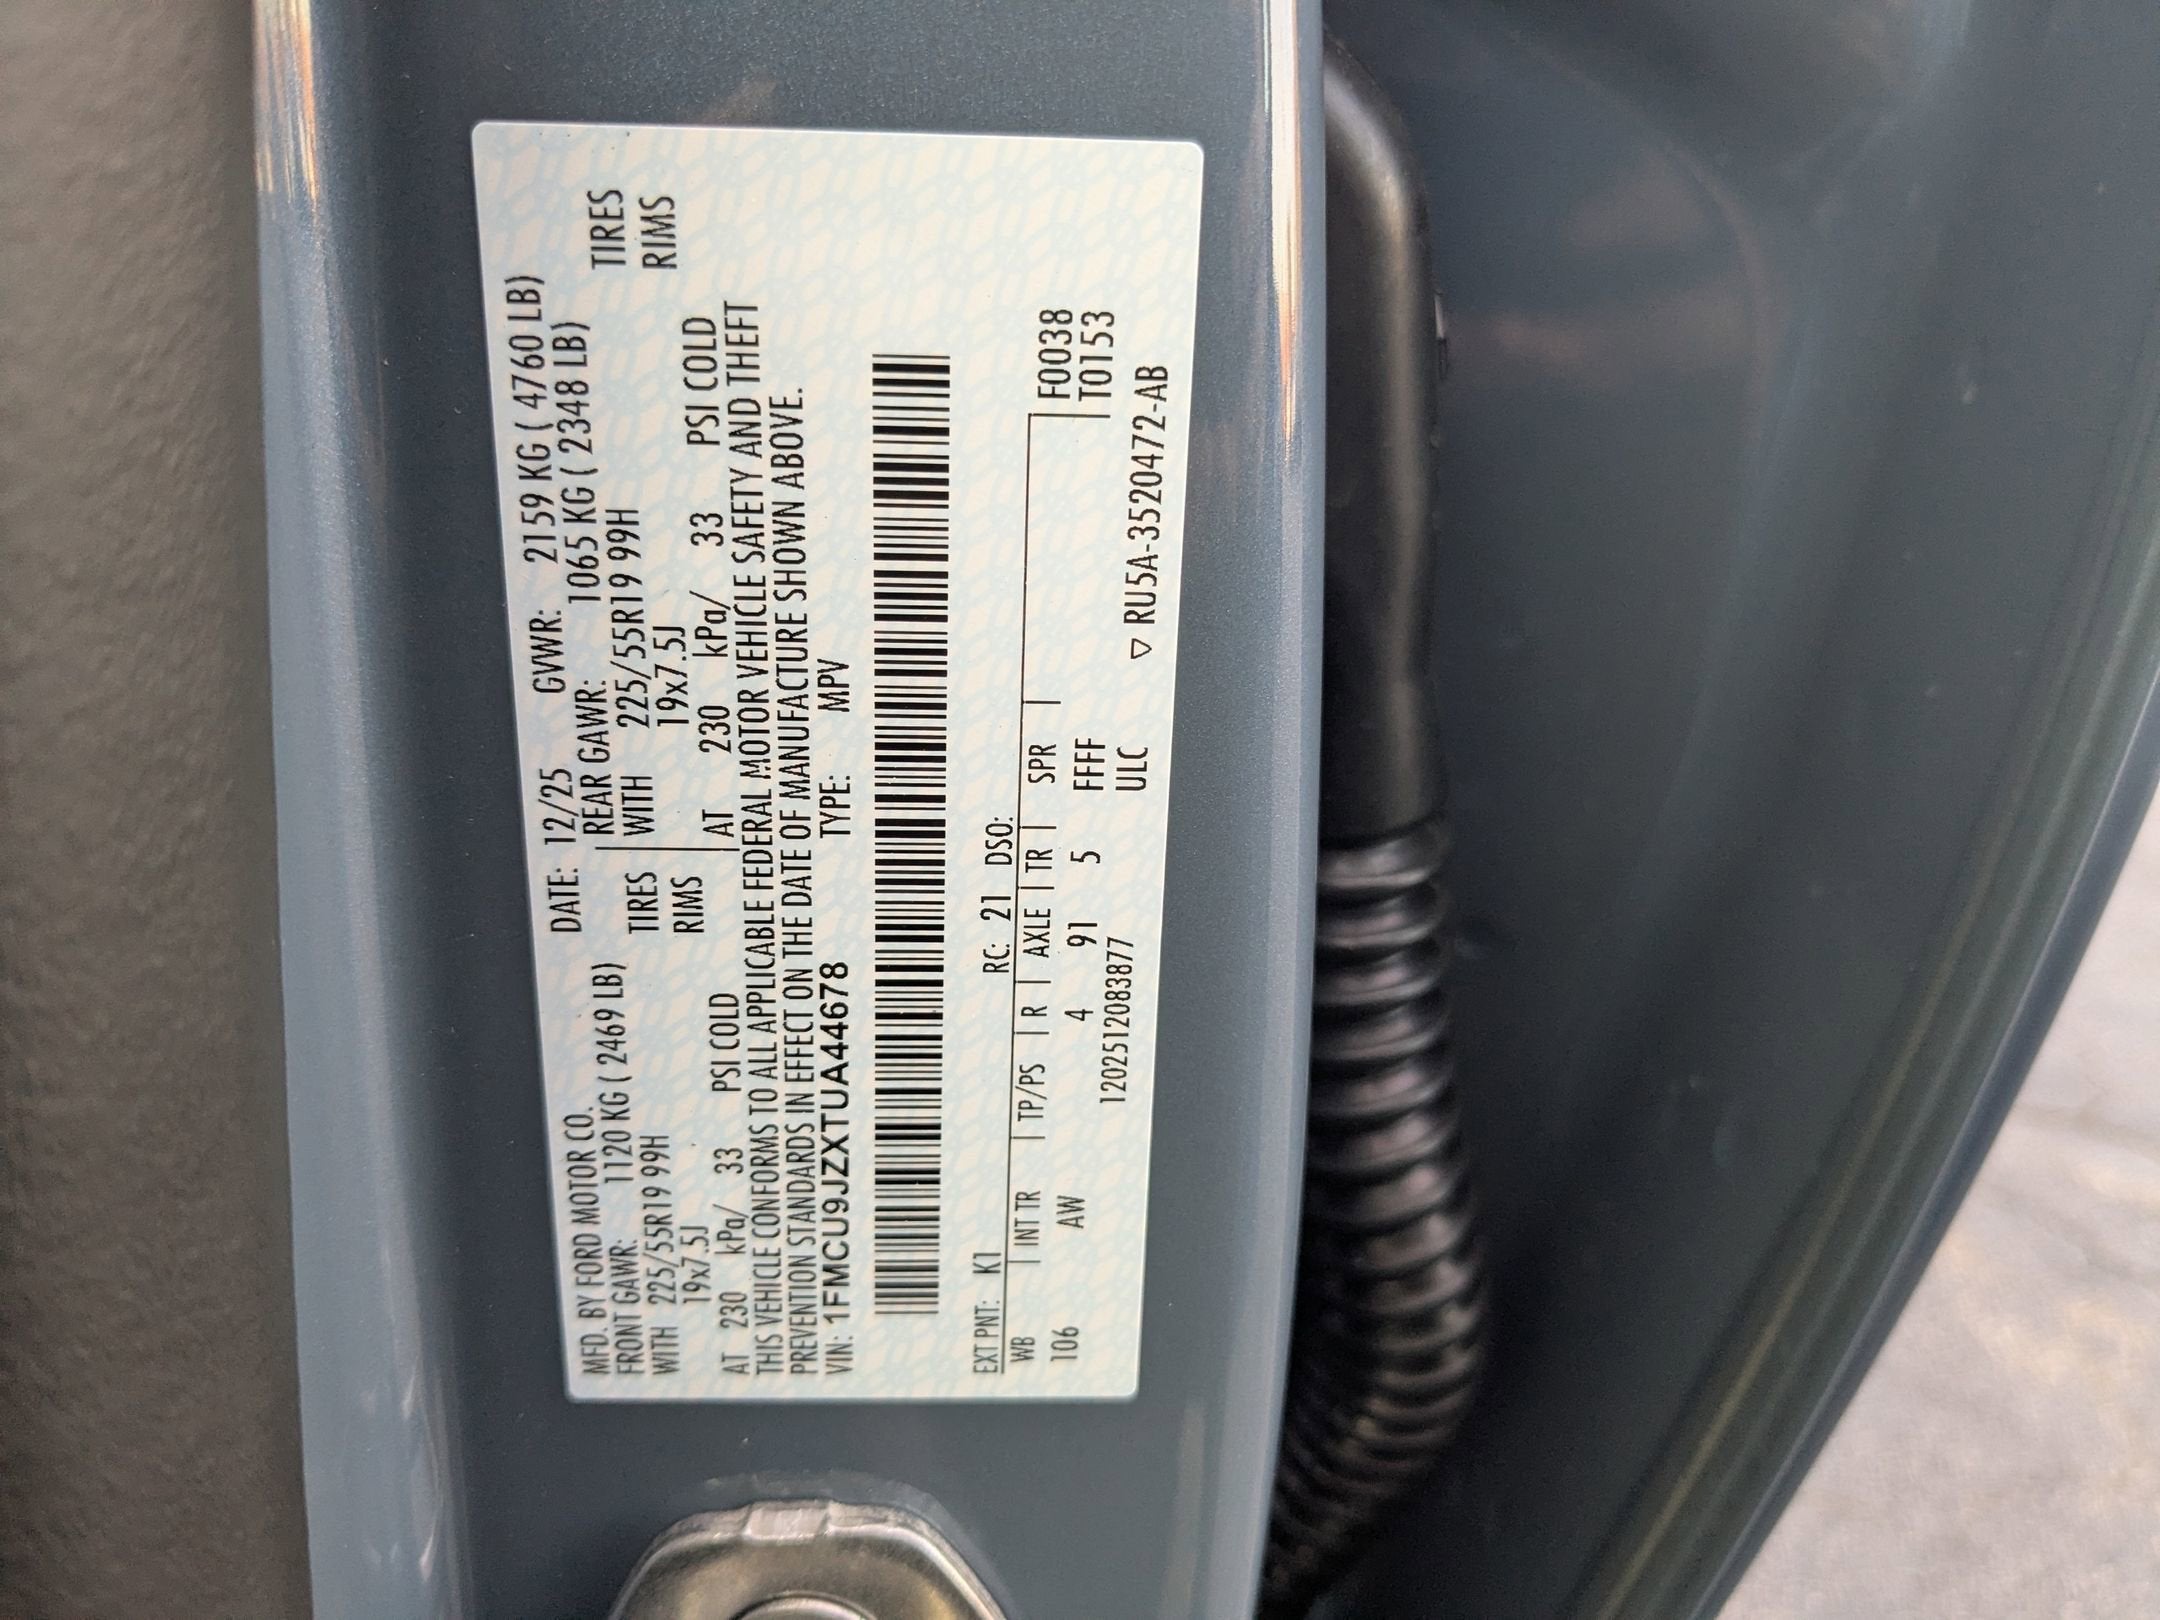 MFD. BY FORD MOTOR CO. DATE: 12/25 GVWR: 2159 KG ( 4760 LB)
FRONT GAWR: 1120 KG ( 2469 LB) REAR GAWR: 1065 KG ( 2348 LB)
WITH 225/55R19 99H TIRES WITH 225/55R19 99H TIRES
19x7.5J RIMS 19x7.5J RIMS
AT 230 kPa/ 33 PSI COLD AT 230 kPa/ 33 PSI COLD
THIS VEHICLE CONFORMS TO ALL APPLICABLE FEDERAL MOTOR VEHICLE SAFETY AND THEFT
PREVENTION STANDARDS IN EFFECT ON THE DATE OF MANUFACTURE SHOWN ABOVE.
VIN: 1FMCU9JZXTUA44678 TYPE: MPV
EXT PNT: K1 RC: 21 DSO:
WB | INT TR | TP/PS | R | AXLE | TR | SPR | F0038
106 AW 4 91 5 FFFF T0153
1202512083877 ULC
▽ RU5A-3520472-AB